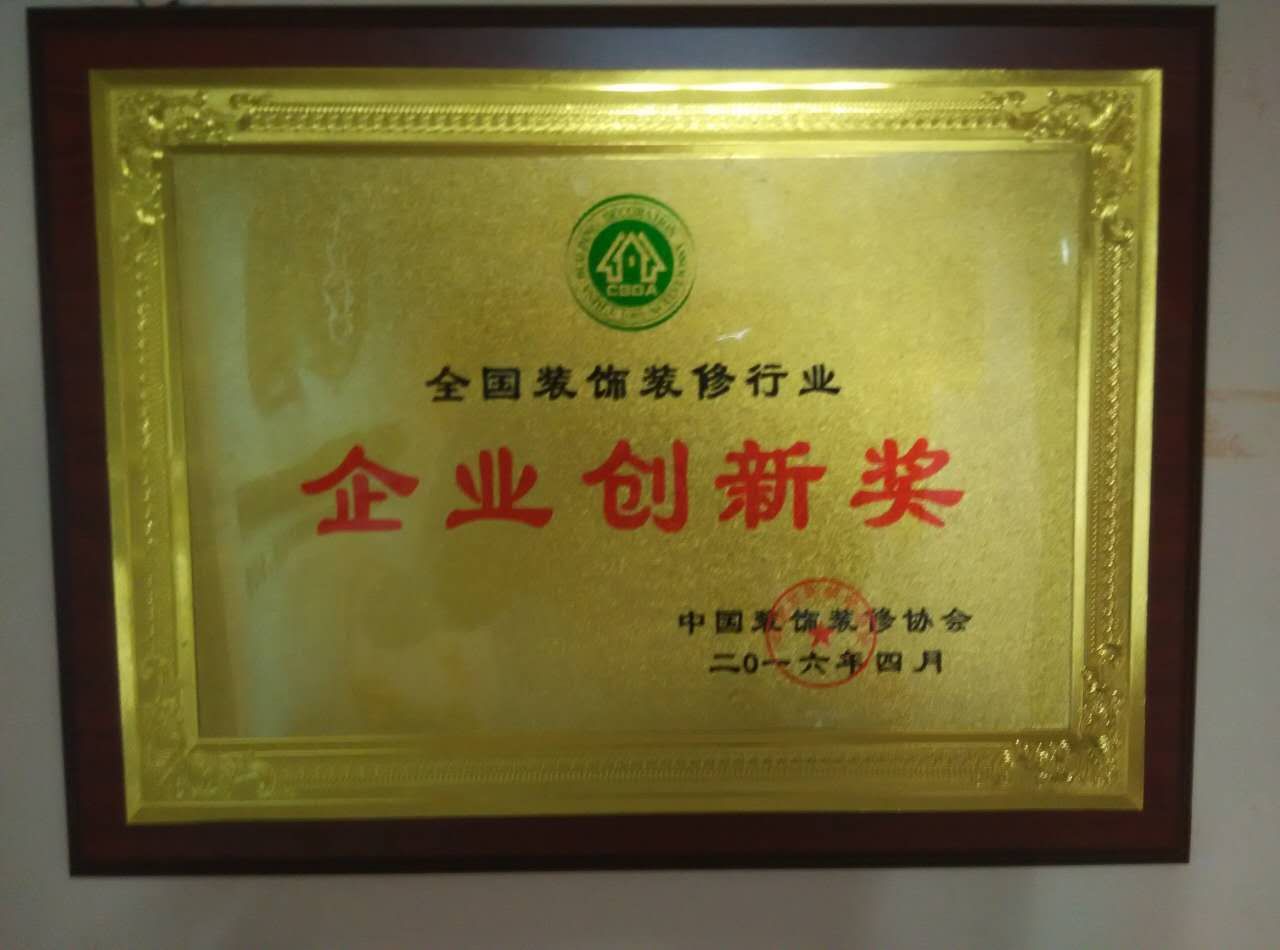 CBDA
全国装饰装修行业
企业创新奖
中国装饰装修协会
二0一六年四月